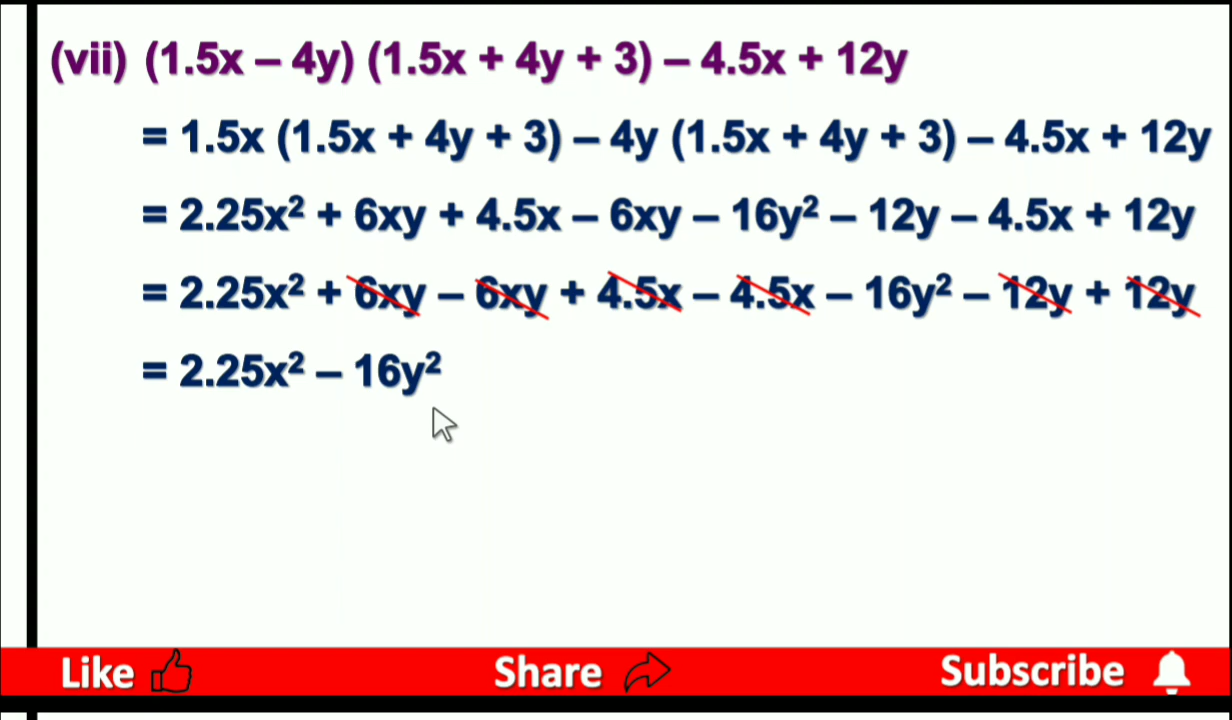 (vii) (1.5x – 4y) (1.5x + 4y + 3) – 4.5x + 12y
= 1.5x (1.5x + 4y + 3) – 4y (1.5x + 4y + 3) – 4.5x + 12y
= 2.25x² + 6xy + 4.5x – 6xy – 16y² – 12y – 4.5x + 12y
= 2.25x² + 6xy – 6xy + 4.5x – 4.5x – 16y² – 12y + 12y
= 2.25x² – 16y²
Like Share Subscribe